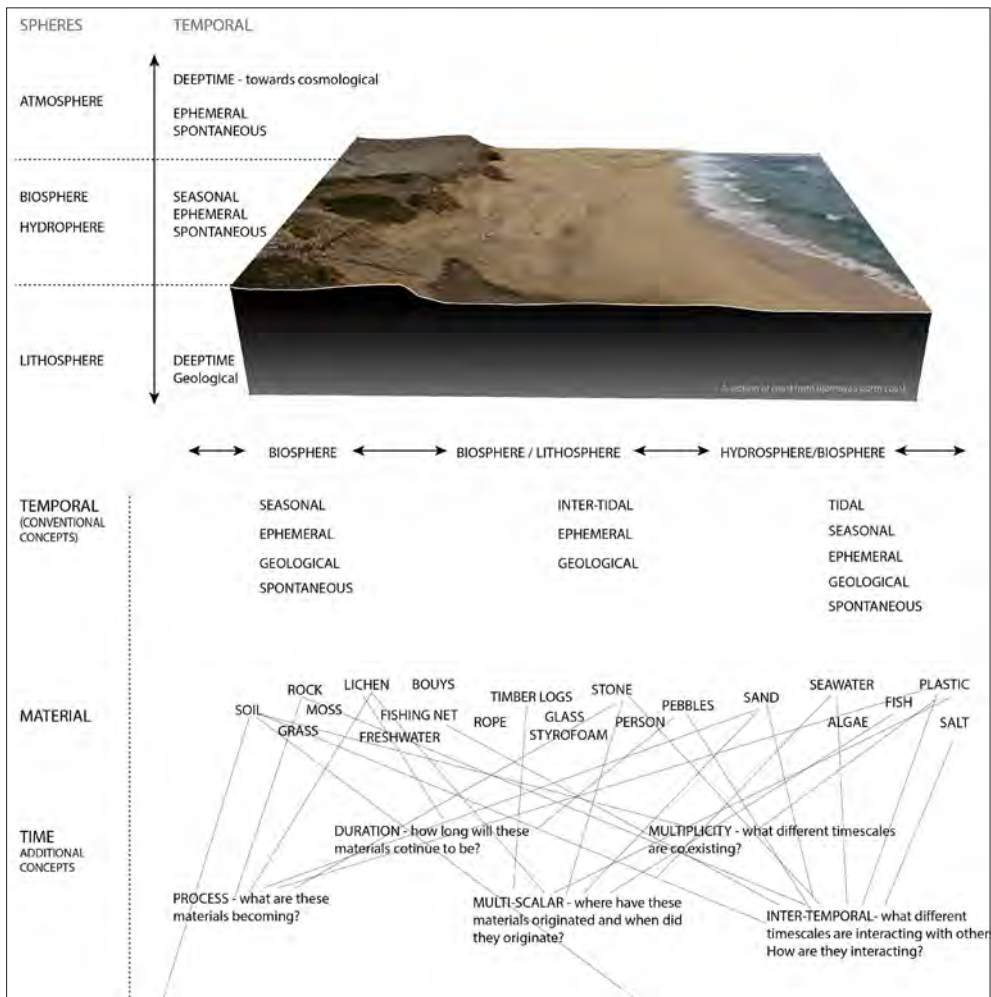 SPHERES
TEMPORAL
DEEPTIME - towards cosmological
ATMOSPHERE
EPHEMERAL
SPONTANEOUS
BIOSPHERE
SEASONAL
EPHEMERAL
HYDROPHERE
SPONTANEOUS
LITHOSPHERE
DEEPTIME
Geological
BIOSPHERE
BIOSPHERE / LITHOSPHERE
HYDROSPHERE/BIOSPHERE
TEMPORAL
(CONVENTIONAL
CONCEPTS)
SEASONAL
EPHEMERAL
GEOLOGICAL
SPONTANEOUS
INTER-TIDAL
EPHEMERAL
GEOLOGICAL
TIDAL
SEASONAL
EPHEMERAL
GEOLOGICAL
SPONTANEOUS
MATERIAL
SOIL
ROCK
LICHEN
BOUYS
MOSS
GRASS
FISHING NET
FRESHWATER
TIMBER LOGS
STONE
ROPE
GLASS
STYROFOAM
PERSON
PEBBLES
SAND
SEAWATER
PLASTIC
FISH
ALGAE
SALT
TIME
ADDITIONAL
CONCEPTS
DURATION - how long will these
materials cotinue to be?
MULTIPLICITY - what different timescales
are co.existing?
PROCESS - what are these
materials becoming?
MULTI-SCALAR - where have these
materials originated and when did
they originate?
INTER-TEMPORAL- what different
timescales are interacting with other
How are they interacting?